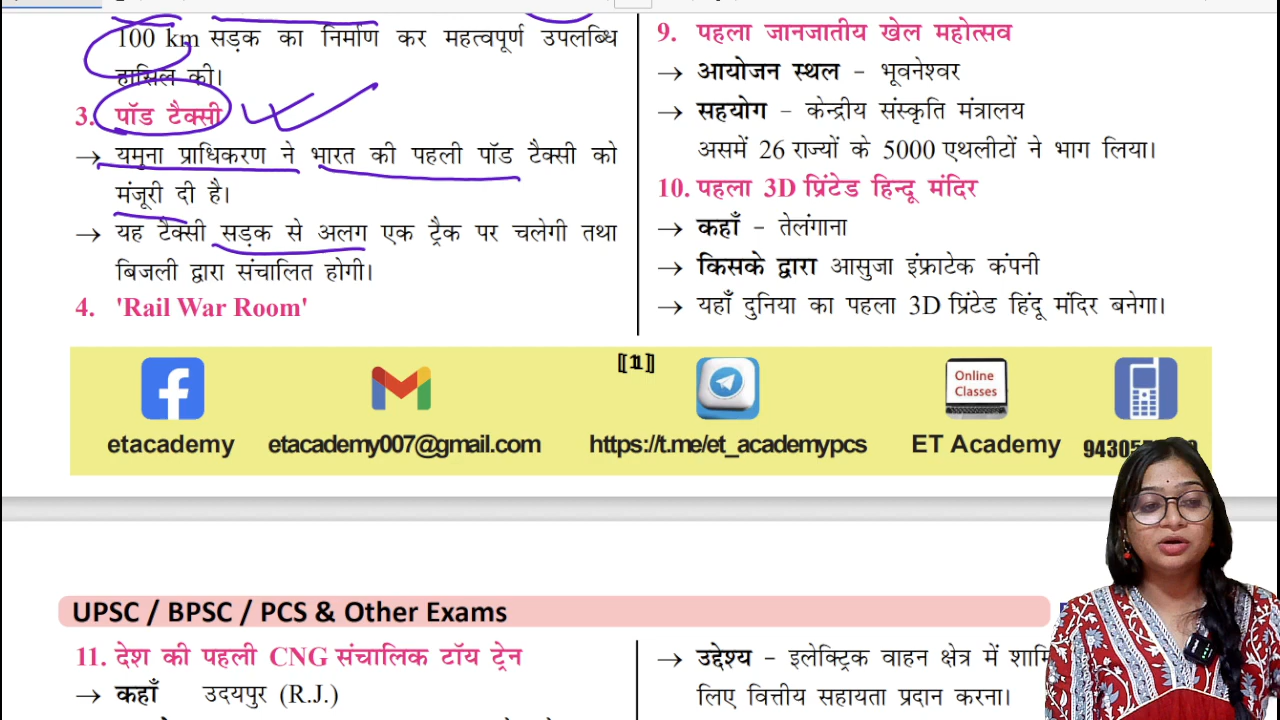 100 km सड़क का निर्माण कर महत्वपूर्ण उपलब्धि
हासिल की।
3. पॉड टैक्सी
→ यमुना प्राधिकरण ने भारत की पहली पॉड टैक्सी को
मंजूरी दी है।
→ यह टैक्सी सड़क से अलग एक ट्रैक पर चलेगी तथा
बिजली द्वारा संचालित होगी।
4. 'Rail War Room'
9. पहला जानजातीय खेल महोत्सव
→ आयोजन स्थल - भूवनेश्वर
→ सहयोग - केन्द्रीय संस्कृति मंत्रालय
असमें 26 राज्यों के 5000 एथलीटों ने भाग लिया।
10. पहला 3D प्रिंटेड हिन्दू मंदिर
→ कहाँ - तेलंगाना
→ किसके द्वारा आसुजा इंफ्राटेक कंपनी
→ यहाँ दुनिया का पहला 3D प्रिंटेड हिंदू मंदिर बनेगा।
[1]
Online
Classes
etacademy
etacademy007@gmail.com
https://t.me/et_academypcs
ET Academy
UPSC / BPSC / PCS & Other Exams
11. देश की पहली CNG संचालिक टॉय ट्रेन
→ कहाँ उदयपुर (R.J.)
→ उद्देश्य - इलेक्ट्रिक वाहन क्षेत्र में
लिए वित्तीय सहायता प्रदान करना।